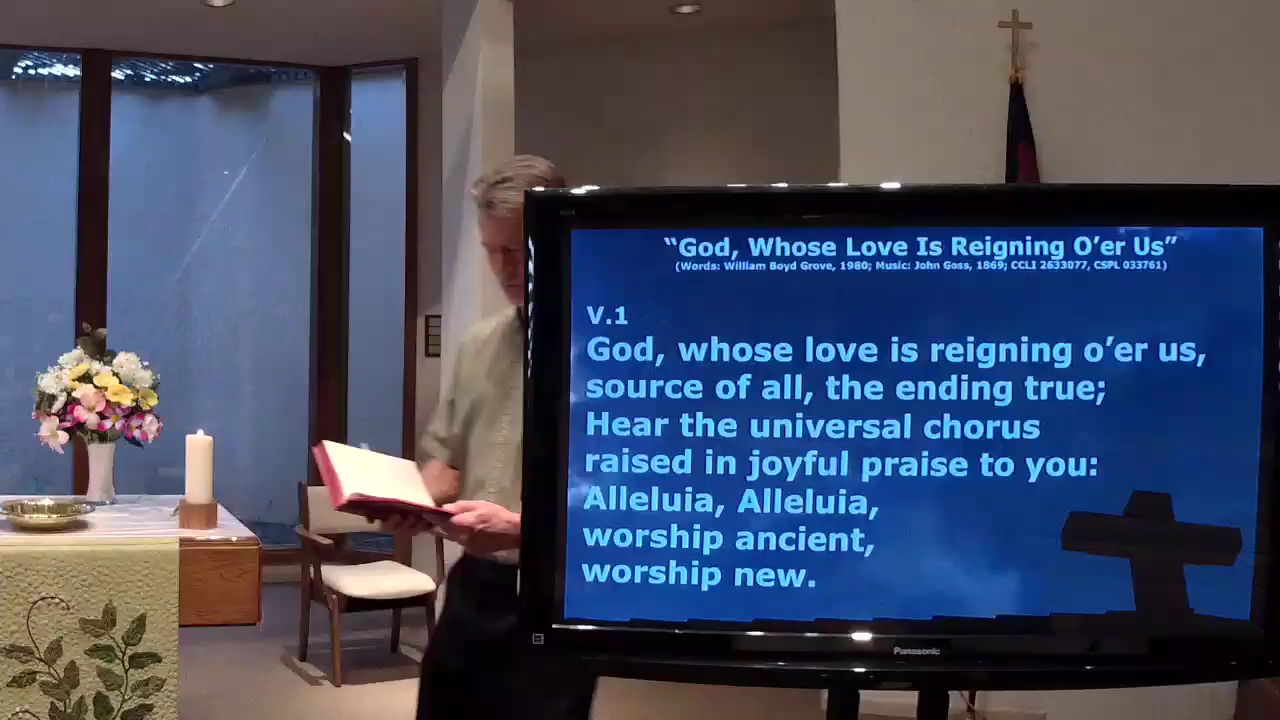 “God, Whose Love Is Reigning O’er Us”
(Words: William Boyd Grove, 1980; Music: John Goss, 1869; CCLI 2633077, CSPL 033761)
V.1
God, whose love is reigning o’er us,
source of all, the ending true;
Hear the universal chorus
raised in joyful praise to you:
Alleluia, Alleluia,
worship ancient,
worship new.
Panasonic